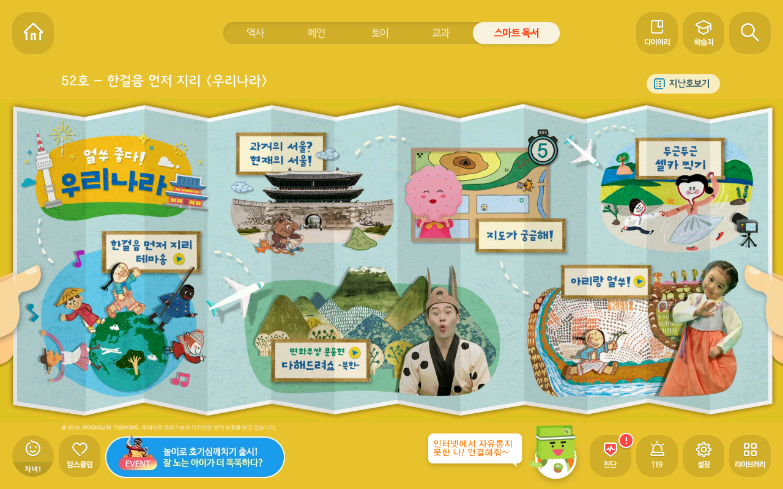 역사
메인
토이
교과
스마트 독서
다이어리
학습지
52호 – 한걸음 먼저 지리 〈우리나라〉
지난호보기
얼쑤 좋다!
우리나라
과거의 서울?
현재의 서울!
5
지도가 궁금해!
두근두근
셀카 찍기
한걸음 먼저 지리
테마송
변화무쌍 문용현
다해드려쇼 -북한-
아리랑 얼쑤!
자녀1
맘스클럽
EVENT
놀이로 호기심깨치기 출시!
잘 노는 아이가 더 똑똑하다?
인터넷에서 자유롭지
못한 나! 연결해줘~
!
진단
119
설정
라이브러리